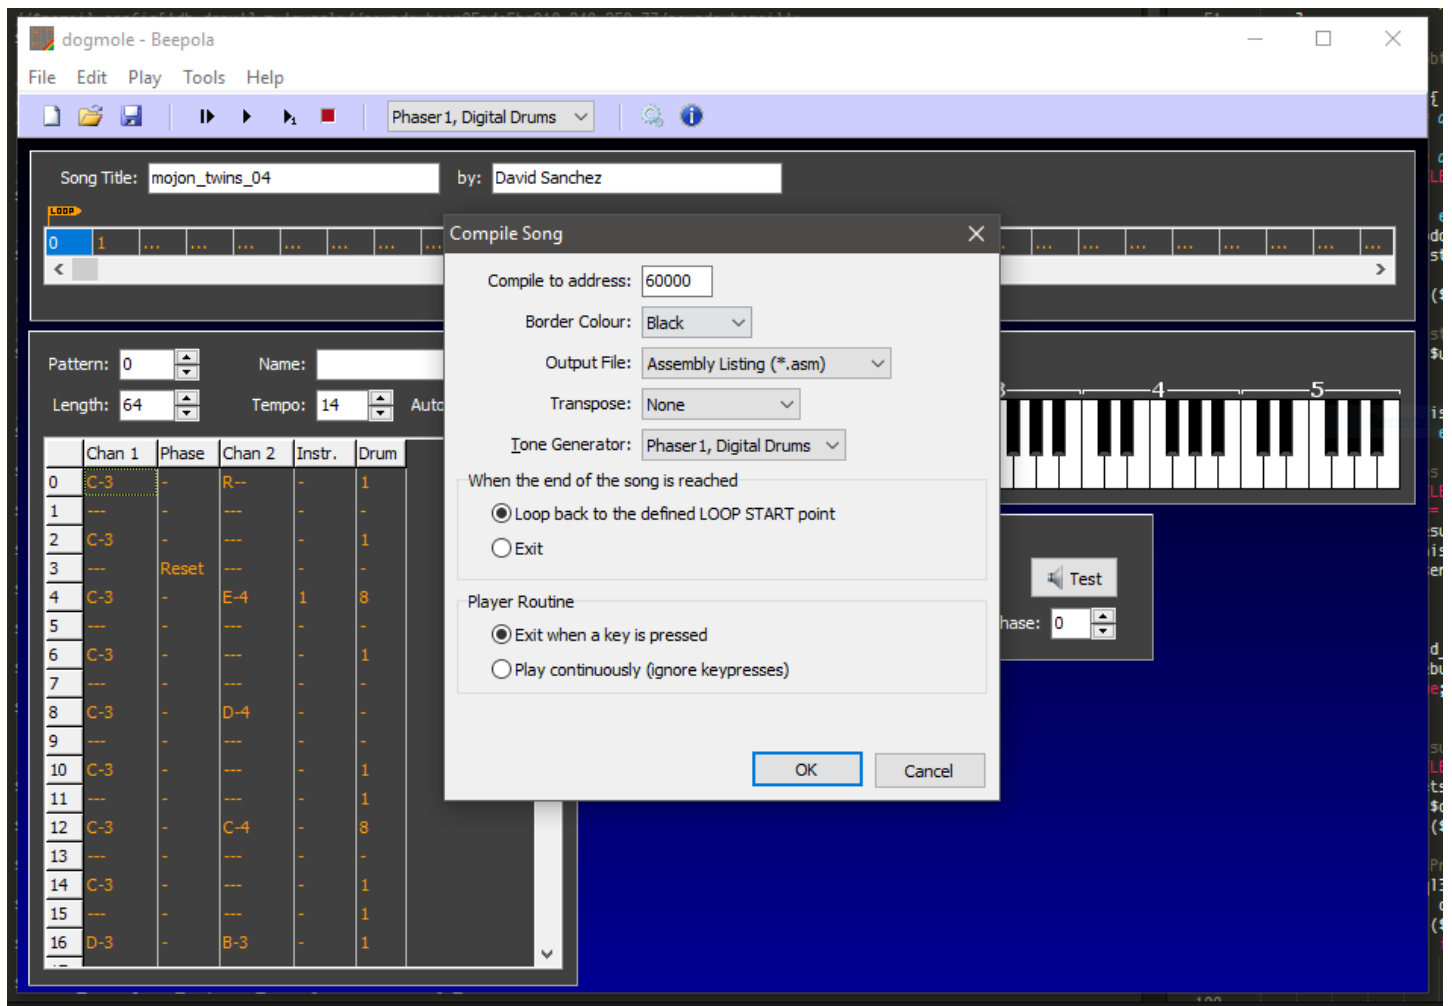 dogmole - Beepola
File Edit Play Tools Help
Phaser1, Digital Drums
Song Title: mojon_twins_04 by: David Sanchez
LOOP
0 1 ... ... ... ... ... ... ... ... ... ... ... ... ... ... ...
Compile Song
Compile to address: 60000
Border Colour: Black
Output File: Assembly Listing (*.asm)
Transpose: None
Tone Generator: Phaser1, Digital Drums
When the end of the song is reached
Loop back to the defined LOOP START point
Exit
Player Routine
Exit when a key is pressed
Play continuously (ignore keypresses)
OK Cancel
Pattern: 0 Name:
Length: 64 Tempo: 14
4 5
Test
0
Chan 1 Phase Chan 2 Instr. Drum
0 C-3 - R-- - 1
1 --- - --- - -
2 C-3 - --- - 1
3 --- Reset --- - -
4 C-3 - E-4 1 8
5 --- - --- - -
6 C-3 - --- - 1
7 --- - --- - -
8 C-3 - D-4 - 1
9 --- - --- - -
10 C-3 - --- - 1
11 --- - --- - 1
12 C-3 - C-4 - 8
13 --- - --- - -
14 C-3 - --- - 1
15 --- - --- - 1
16 D-3 - B-3 - 1